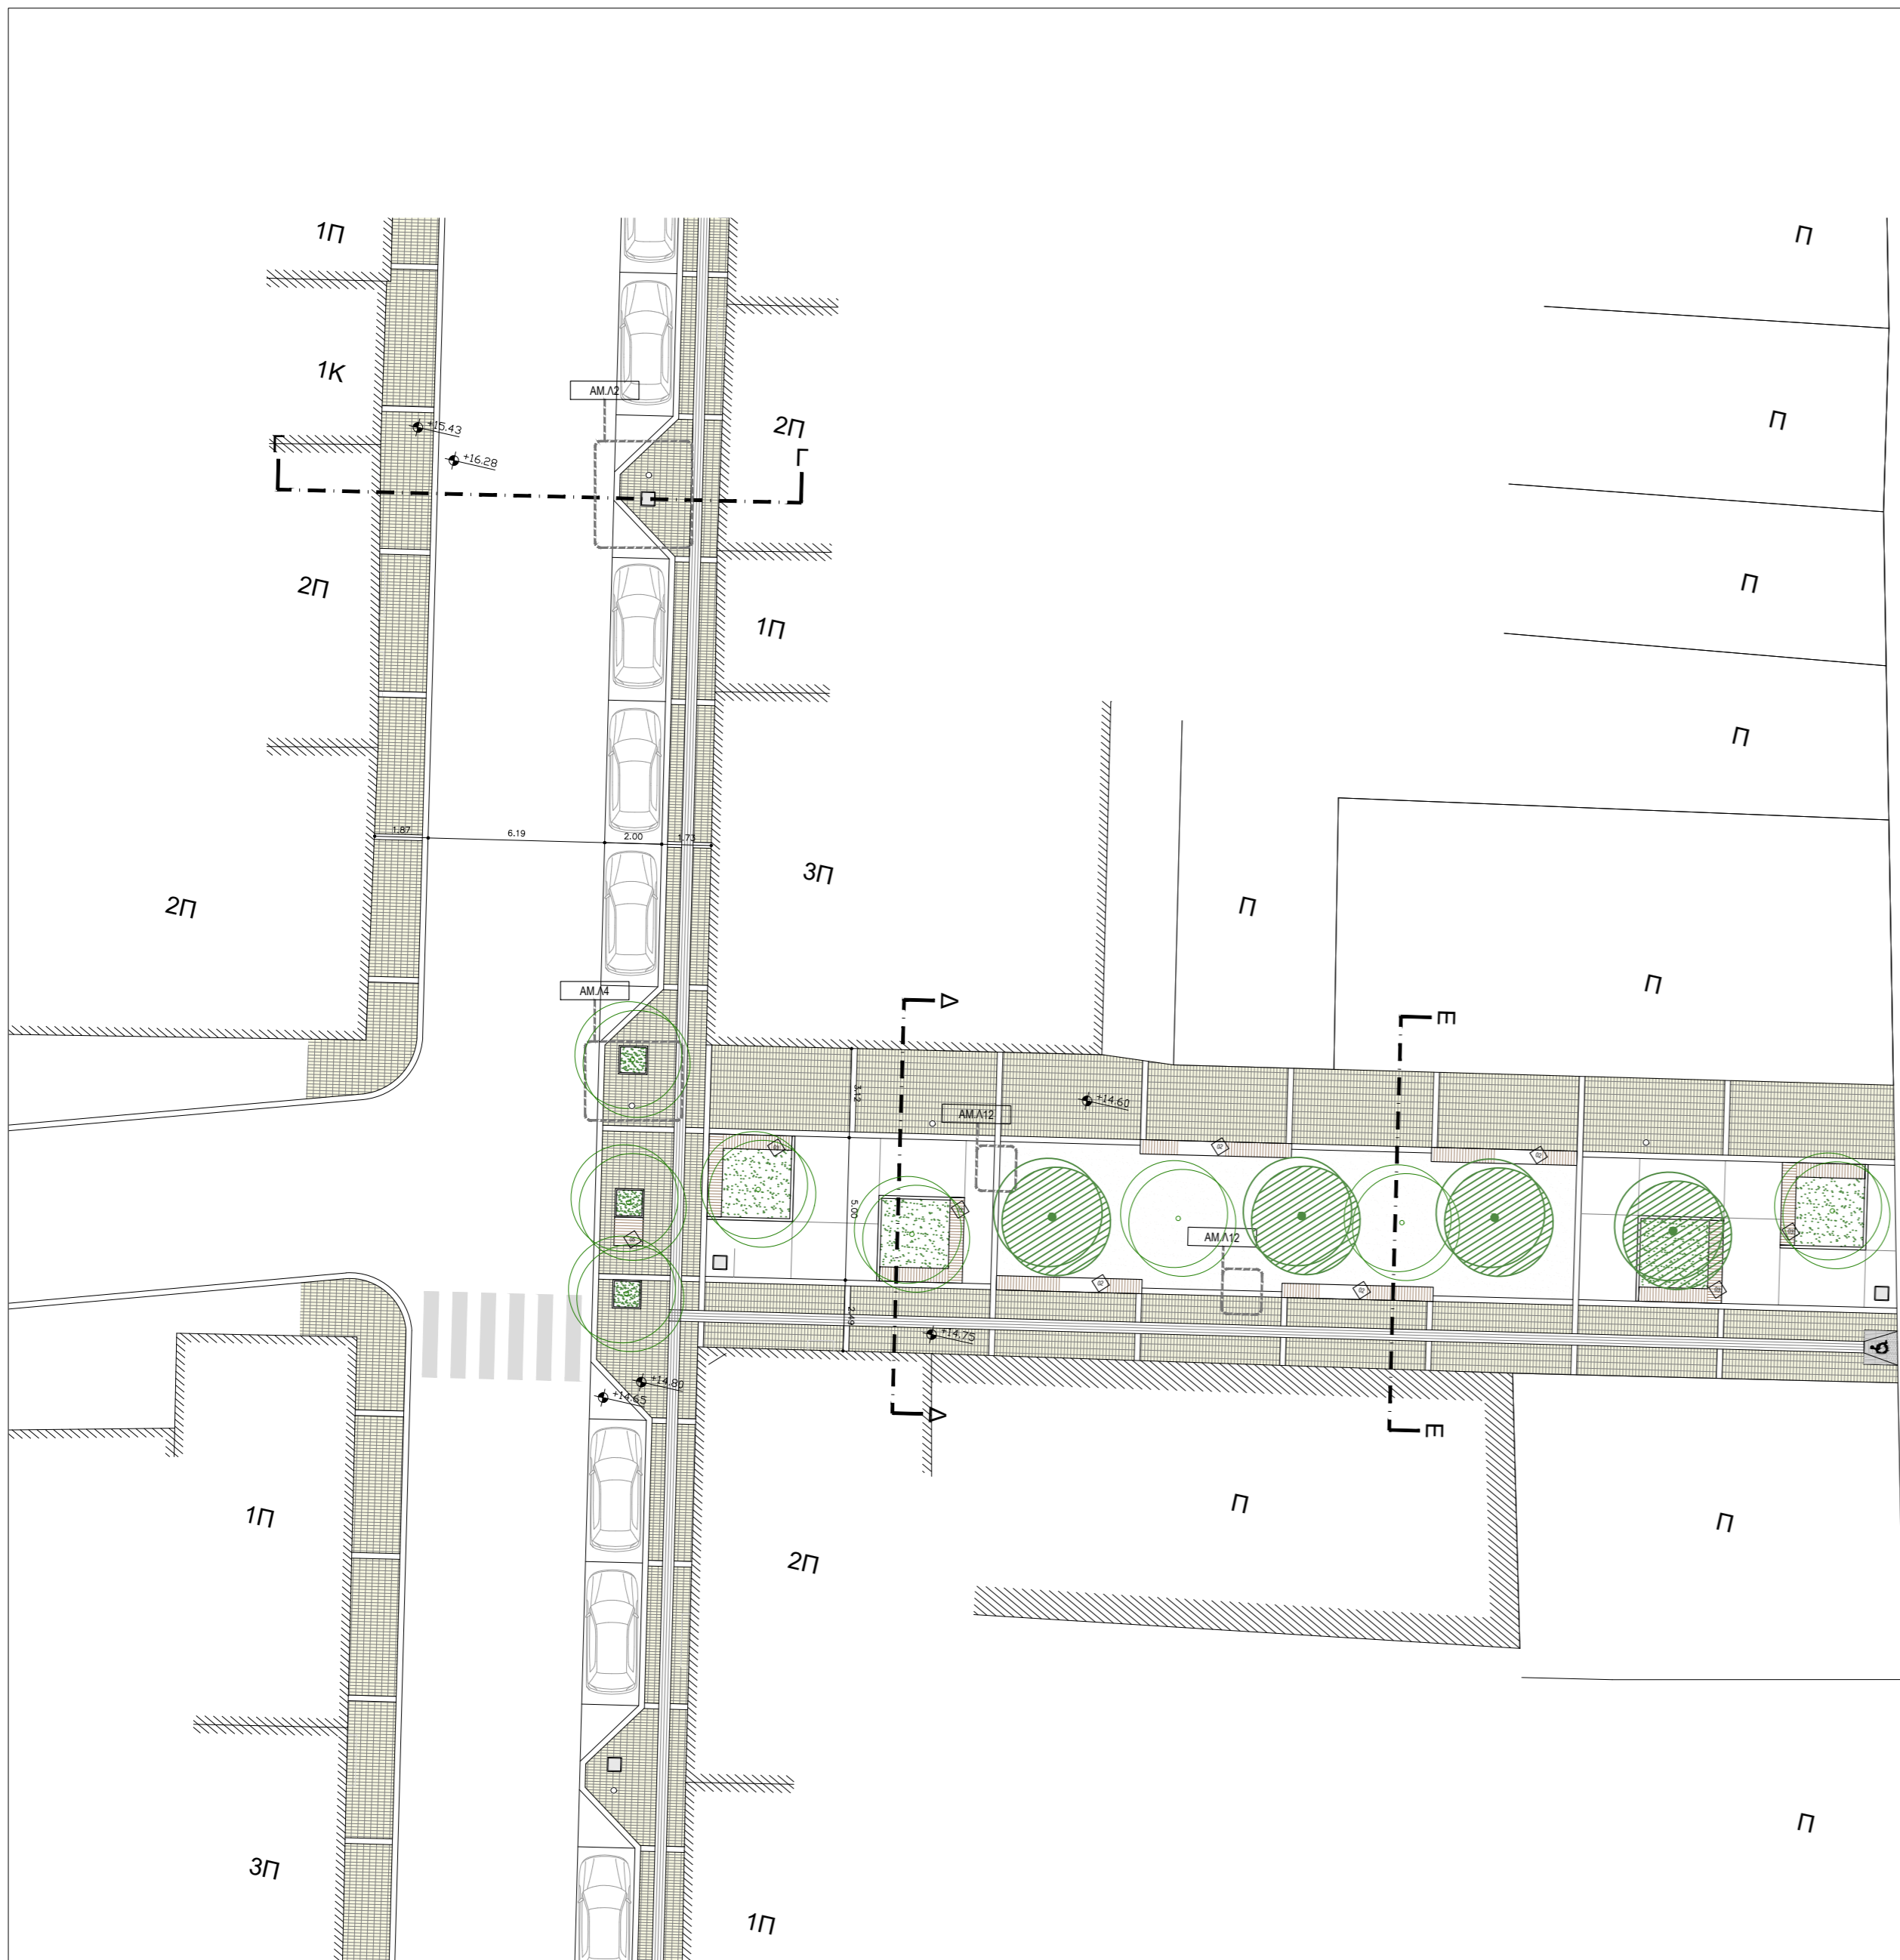 1Π
Π
1Κ
ΑΜ.Λ2
Π
2Π
+15.43
Γ
Γ
+16.28
2Π
Π
1Π
Π
1.87
6.19
2.00
1.73
3Π
2Π
Π
Π
ΑΜ.Λ4
Δ
Ε
3.12
+14.60
ΑΜ.Λ12
5.00
ΑΜ.Λ12
2.49
+14.75
+14.80
+14.65
Δ
Ε
1Π
Π
Π
2Π
Π
3Π
1Π